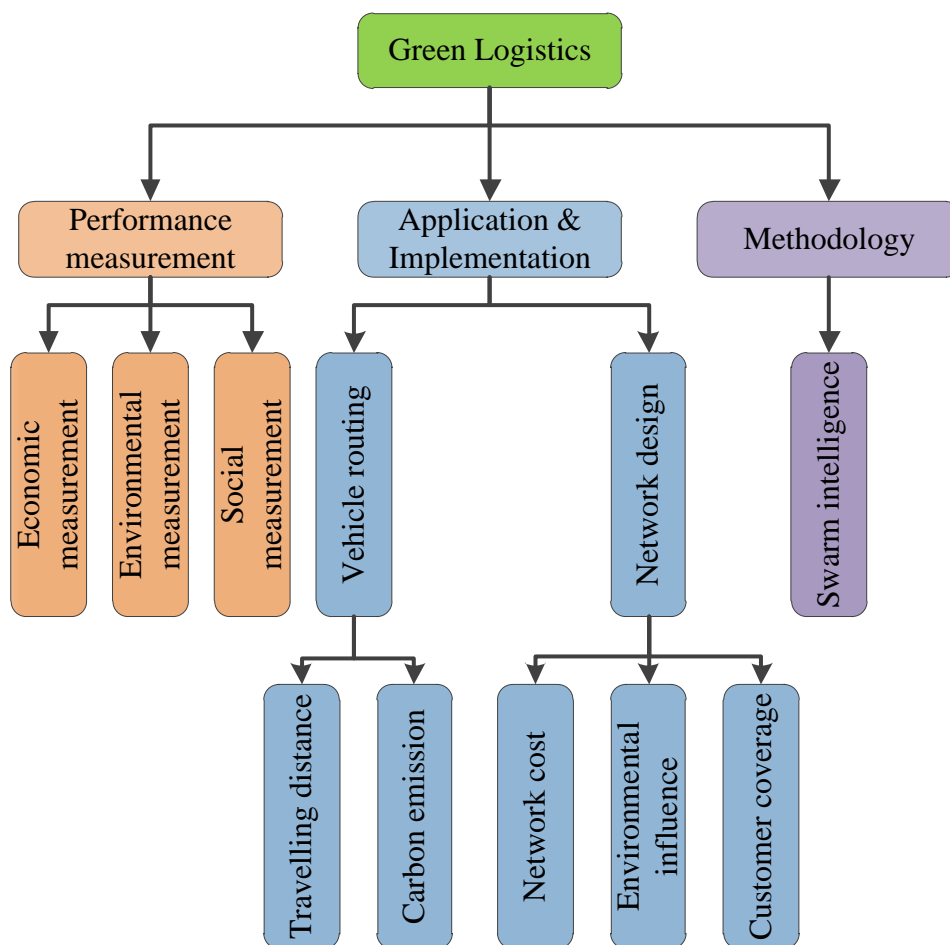 Green Logistics
Performance
measurement
Application &
Implementation
Methodology
Economic
measurement
Environmental
measurement
Social
measurement
Vehicle routing
Network design
Swarm intelligence
Travelling distance
Carbon emission
Network cost
Environmental
influence
Customer coverage